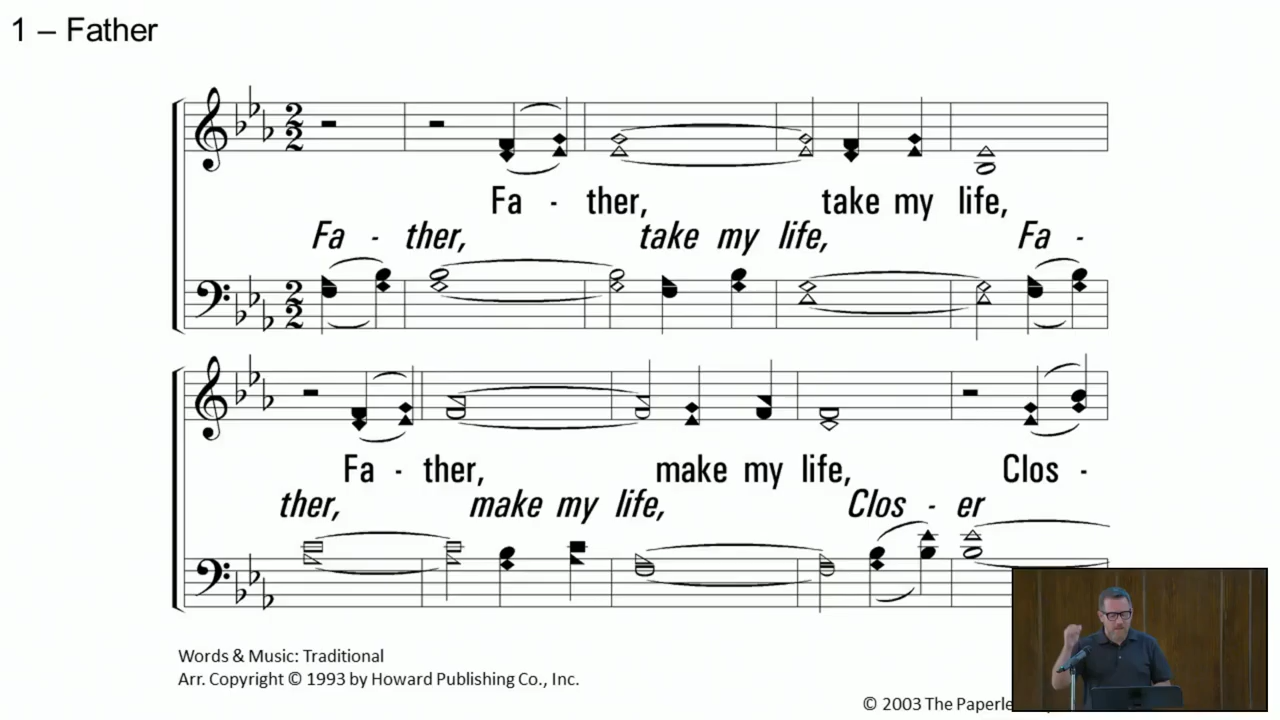 1 – Father
Fa - ther, take my life,
Fa - ther, take my life, Fa -
Fa - ther, make my life, Clos -
ther, make my life, Clos - er
Words & Music: Traditional
Arr. Copyright © 1993 by Howard Publishing Co., Inc.
© 2003 The